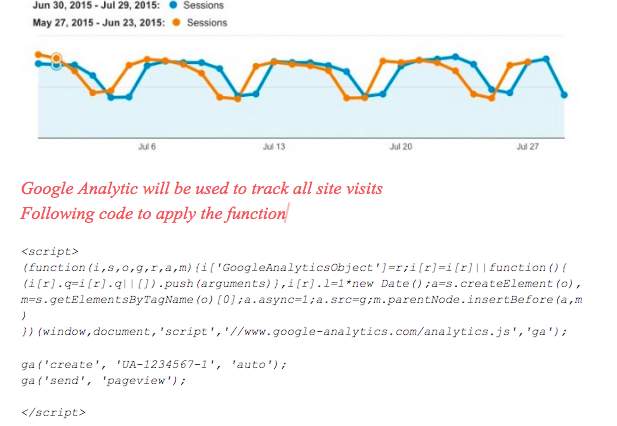 Jun 30, 2015 - Jul 29, 2015: Sessions
May 27, 2015 - Jun 23, 2015: Sessions
Jul 6 Jul 13 Jul 20 Jul 27
Google Analytic will be used to track all site visits
Following code to apply the function
<script>
(function(i,s,o,g,r,a,m){i['GoogleAnalyticsObject']=r;i[r]=i[r]||function(){
(i[r].q=i[r].q||[]).push(arguments)},i[r].l=1*new Date();a=s.createElement(o),
m=s.getElementsByTagName(o)[0];a.async=1;a.src=g;m.parentNode.insertBefore(a,m
)
})(window,document,'script','//www.google-analytics.com/analytics.js','ga');
ga('create', 'UA-1234567-1', 'auto');
ga('send', 'pageview');
</script>